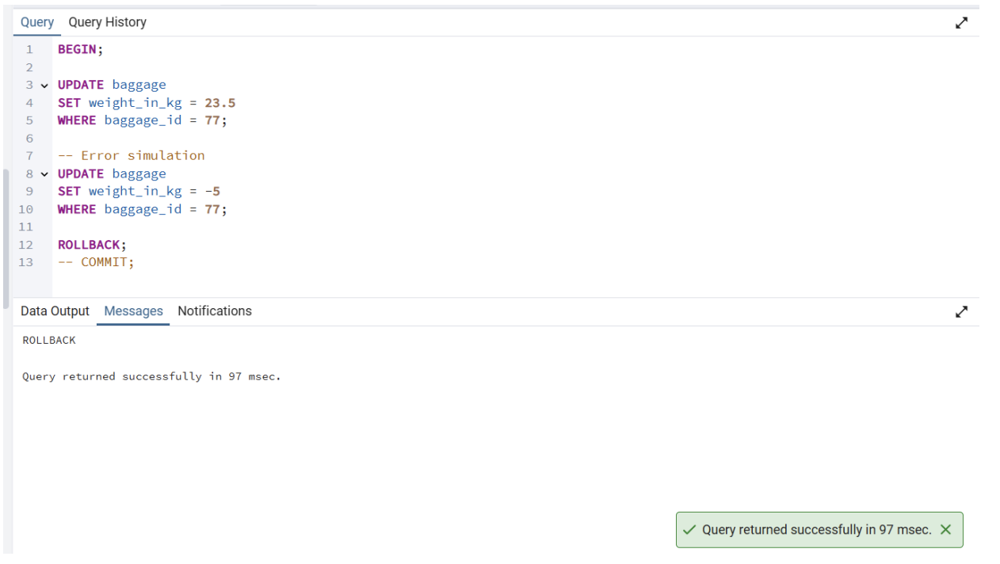 Query Query History
1 BEGIN;
2
3 UPDATE baggage
4 SET weight_in_kg = 23.5
5 WHERE baggage_id = 77;
6
7 -- Error simulation
8 UPDATE baggage
9 SET weight_in_kg = -5
10 WHERE baggage_id = 77;
11
12 ROLLBACK;
13 -- COMMIT;
Data Output Messages Notifications
ROLLBACK
Query returned successfully in 97 msec.
Query returned successfully in 97 msec.